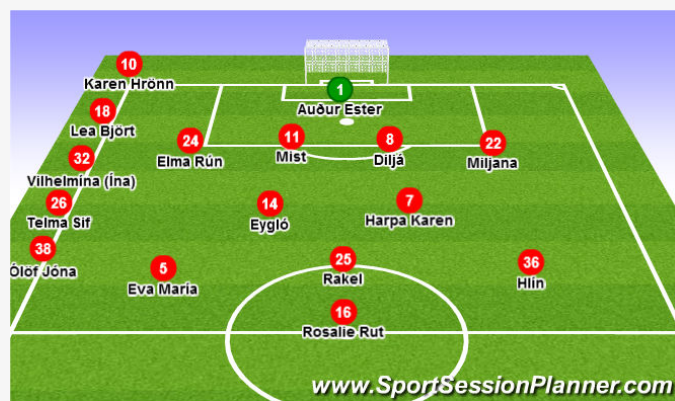 10
Karen Hrönn
1
Auður Ester
18
Lea Björt
24
Elma Rún
11
Mist
8
Diljá
22
Miljana
32
Vilhelmína (Ína)
26
Telma Sif
14
Eygló
7
Harpa Karen
38
Ólöf Jóna
5
Eva María
25
Rakel
36
Hlín
16
Rosalie Rut
www.SportSessionPlanner.com